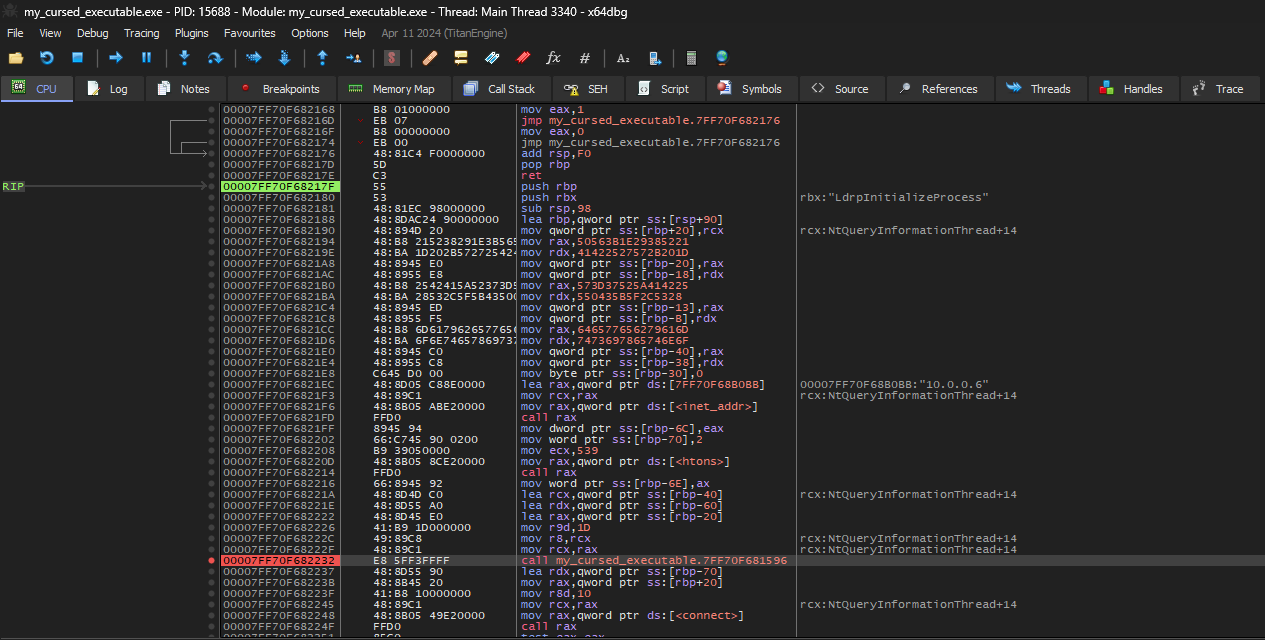 my_cursed_executable.exe - PID: 15688 - Module: my_cursed_executable.exe - Thread: Main Thread 3340 - x64dbg
File View Debug Tracing Plugins Favourites Options Help Apr 11 2024 (TitanEngine)
CPU Log Notes Breakpoints Memory Map Call Stack SEH Script Symbols Source References Threads Handles Trace
00007FF70F682168 B8 01000000 mov eax,1
00007FF70F68216D EB 07 jmp my_cursed_executable.7FF70F682176
00007FF70F68216F B8 00000000 mov eax,0
00007FF70F682174 EB 00 jmp my_cursed_executable.7FF70F682176
00007FF70F682176 48:81C4 F0000000 add rsp,F0
00007FF70F68217D 5D pop rbp
00007FF70F68217E C3 ret
RIP 00007FF70F68217F 55 push rbp
00007FF70F682180 53 push rbx rbx:"LdrpInitializeProcess"
00007FF70F682181 48:81EC 98000000 sub rsp,98
00007FF70F682188 48:8DAC24 90000000 lea rbp,qword ptr ss:[rsp+90]
00007FF70F682190 48:894D 20 mov qword ptr ss:[rbp+20],rcx rcx:NtQueryInformationThread+14
00007FF70F682194 48:B8 215238291E3B565 mov rax,50563B1E29385221
00007FF70F68219E 48:BA 1D202B572725424 mov rdx,41422527572B201D
00007FF70F6821A8 48:8945 E0 mov qword ptr ss:[rbp-20],rax
00007FF70F6821AC 48:8955 E8 mov qword ptr ss:[rbp-18],rdx
00007FF70F6821B0 48:B8 2542415A52373D5 mov rax,573D37525A414225
00007FF70F6821BA 48:BA 28532C5F5B43500 mov rdx,550435B5F2C5328
00007FF70F6821C4 48:8945 ED mov qword ptr ss:[rbp-13],rax
00007FF70F6821C8 48:8955 F5 mov qword ptr ss:[rbp-B],rdx
00007FF70F6821CC 48:B8 6D6179626577656 mov rax,646577656279616D
00007FF70F6821D6 48:BA 6F6E74657869737 mov rdx,7473697865746E6F
00007FF70F6821E0 48:8945 C0 mov qword ptr ss:[rbp-40],rax
00007FF70F6821E4 48:8955 C8 mov qword ptr ss:[rbp-38],rdx
00007FF70F6821E8 C645 D0 00 mov byte ptr ss:[rbp-30],0
00007FF70F6821EC 48:8D05 C88E0000 lea rax,qword ptr ds:[7FF70F68B0BB] 00007FF70F68B0BB:"10.0.0.6"
00007FF70F6821F3 48:89C1 mov rcx,rax rcx:NtQueryInformationThread+14
00007FF70F6821F6 48:8B05 ABE20000 mov rax,qword ptr ds:[<inet_addr>]
00007FF70F6821FD FFD0 call rax
00007FF70F6821FF 8945 94 mov dword ptr ss:[rbp-6C],eax
00007FF70F682202 66:C745 90 0200 mov word ptr ss:[rbp-70],2
00007FF70F682208 B9 39050000 mov ecx,539
00007FF70F68220D 48:8B05 8CE20000 mov rax,qword ptr ds:[<htons>]
00007FF70F682214 FFD0 call rax
00007FF70F682216 66:8945 92 mov word ptr ss:[rbp-6E],ax
00007FF70F68221A 48:8D4D C0 lea rcx,qword ptr ss:[rbp-40] rcx:NtQueryInformationThread+14
00007FF70F68221E 48:8D55 A0 lea rdx,qword ptr ss:[rbp-60]
00007FF70F682222 48:8D45 E0 lea rax,qword ptr ss:[rbp-20]
00007FF70F682226 41:B9 1D000000 mov r9d,1D
00007FF70F68222C 49:89C8 mov r8,rcx rcx:NtQueryInformationThread+14
00007FF70F68222F 48:89C1 mov rcx,rax rcx:NtQueryInformationThread+14
00007FF70F682232 E8 5FF3FFFF call my_cursed_executable.7FF70F681596
00007FF70F682237 48:8D55 90 lea rdx,qword ptr ss:[rbp-70]
00007FF70F68223B 48:8B45 20 mov rax,qword ptr ss:[rbp+20]
00007FF70F68223F 41:B8 10000000 mov r8d,10
00007FF70F682245 48:89C1 mov rcx,rax rcx:NtQueryInformationThread+14
00007FF70F682248 48:8B05 49E20000 mov rax,qword ptr ds:[<connect>]
00007FF70F68224F FFD0 call rax
00007FF70F682251 85C0 test eax,eax